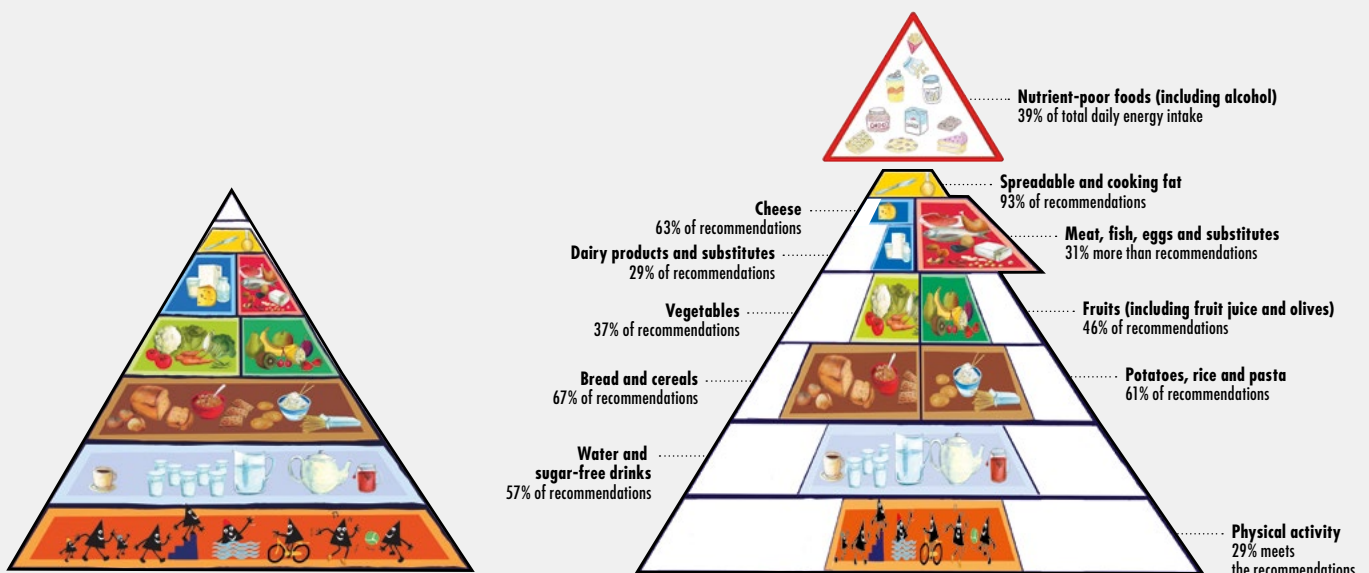 Nutrient-poor foods (including alcohol)
39% of total daily energy intake
Spreadable and cooking fat
93% of recommendations
Cheese
63% of recommendations
Meat, fish, eggs and substitutes
31% more than recommendations
Dairy products and substitutes
29% of recommendations
Vegetables
37% of recommendations
Fruits (including fruit juice and olives)
46% of recommendations
Bread and cereals
67% of recommendations
Potatoes, rice and pasta
61% of recommendations
Water and
sugar-free drinks
57% of recommendations
Physical activity
29% meets
the recommendations